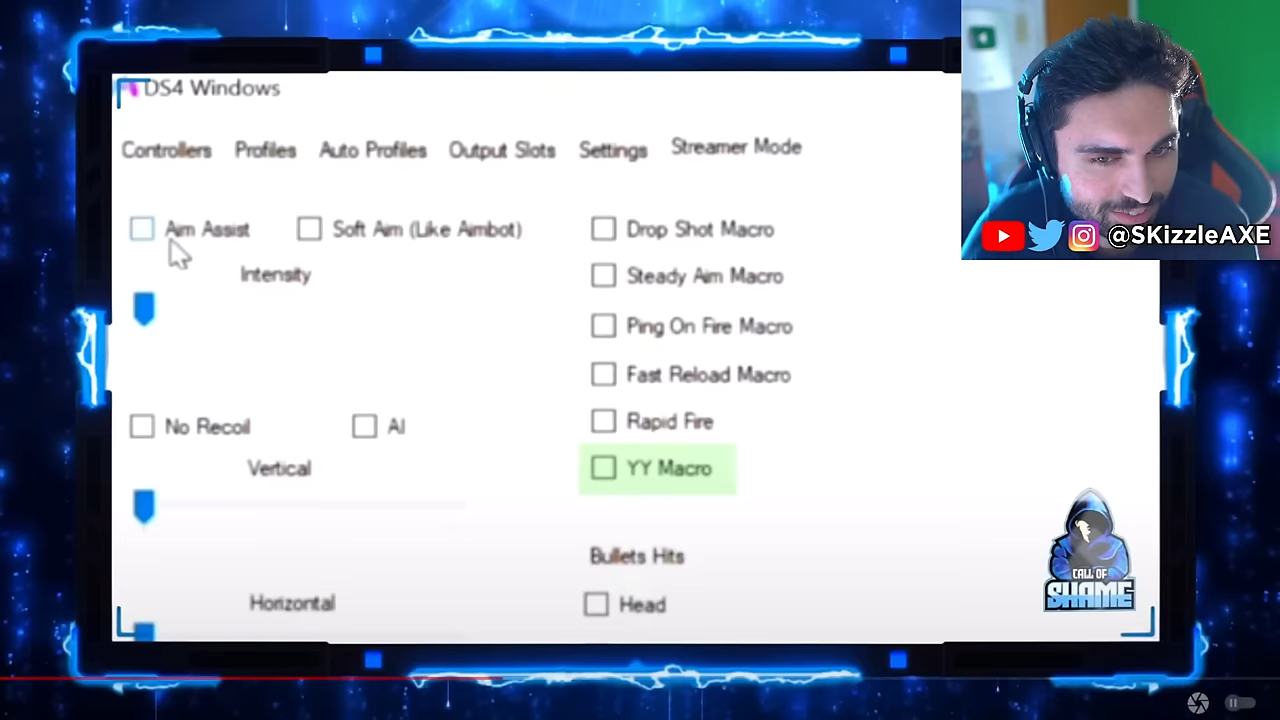 DS4 Windows
Controllers Profiles Auto Profiles Output Slots Settings Streamer Mode
@SKizzleAXE
Aim Assist Soft Aim (Like Aimbot)
Intensity
No Recoil AI
Vertical
Horizontal
Drop Shot Macro
Steady Aim Macro
Ping On Fire Macro
Fast Reload Macro
Rapid Fire
YY Macro
Bullets Hits
Head
CALL OF
SHAME